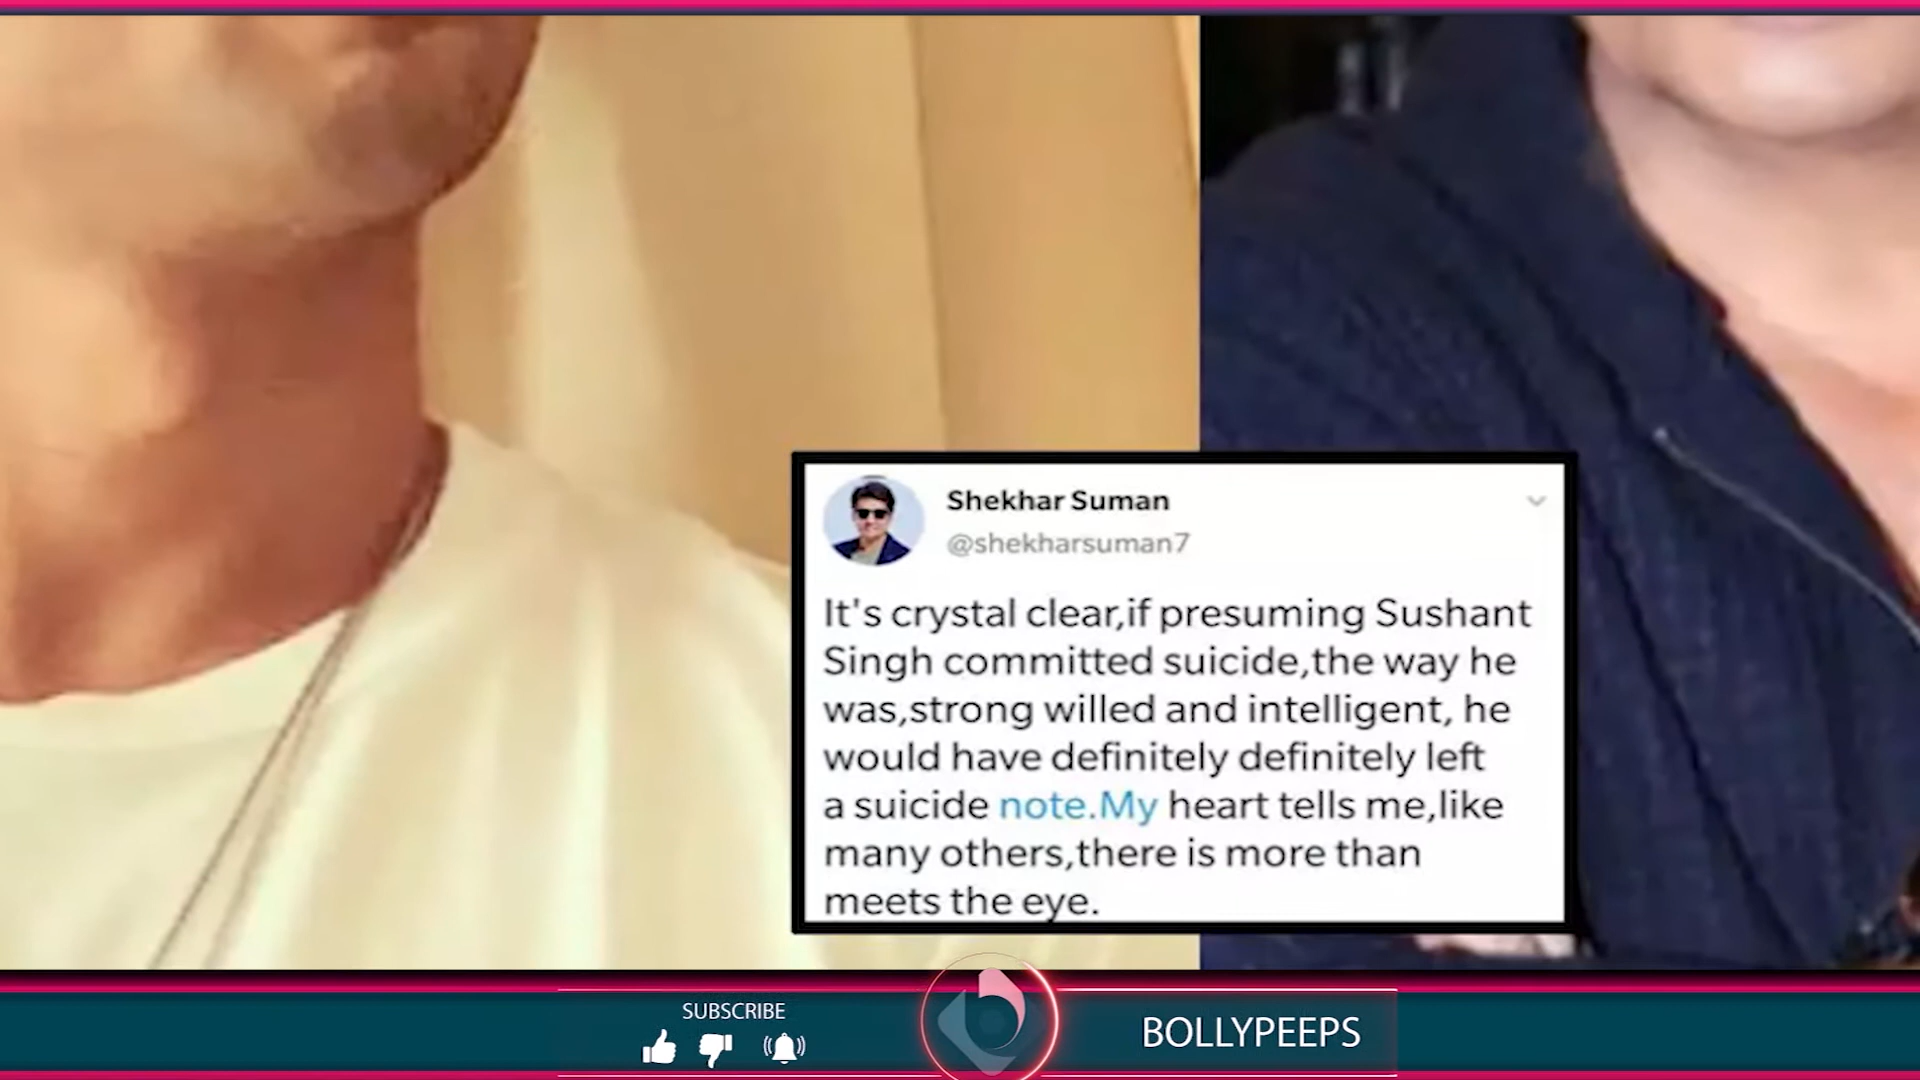 Shekhar Suman
@shekharsuman7
It's crystal clear,if presuming Sushant
Singh committed suicide,the way he
was,strong willed and intelligent, he
would have definitely definitely left
a suicide note.My heart tells me,like
many others,there is more than
meets the eye.
SUBSCRIBE
BOLLYPEEPS